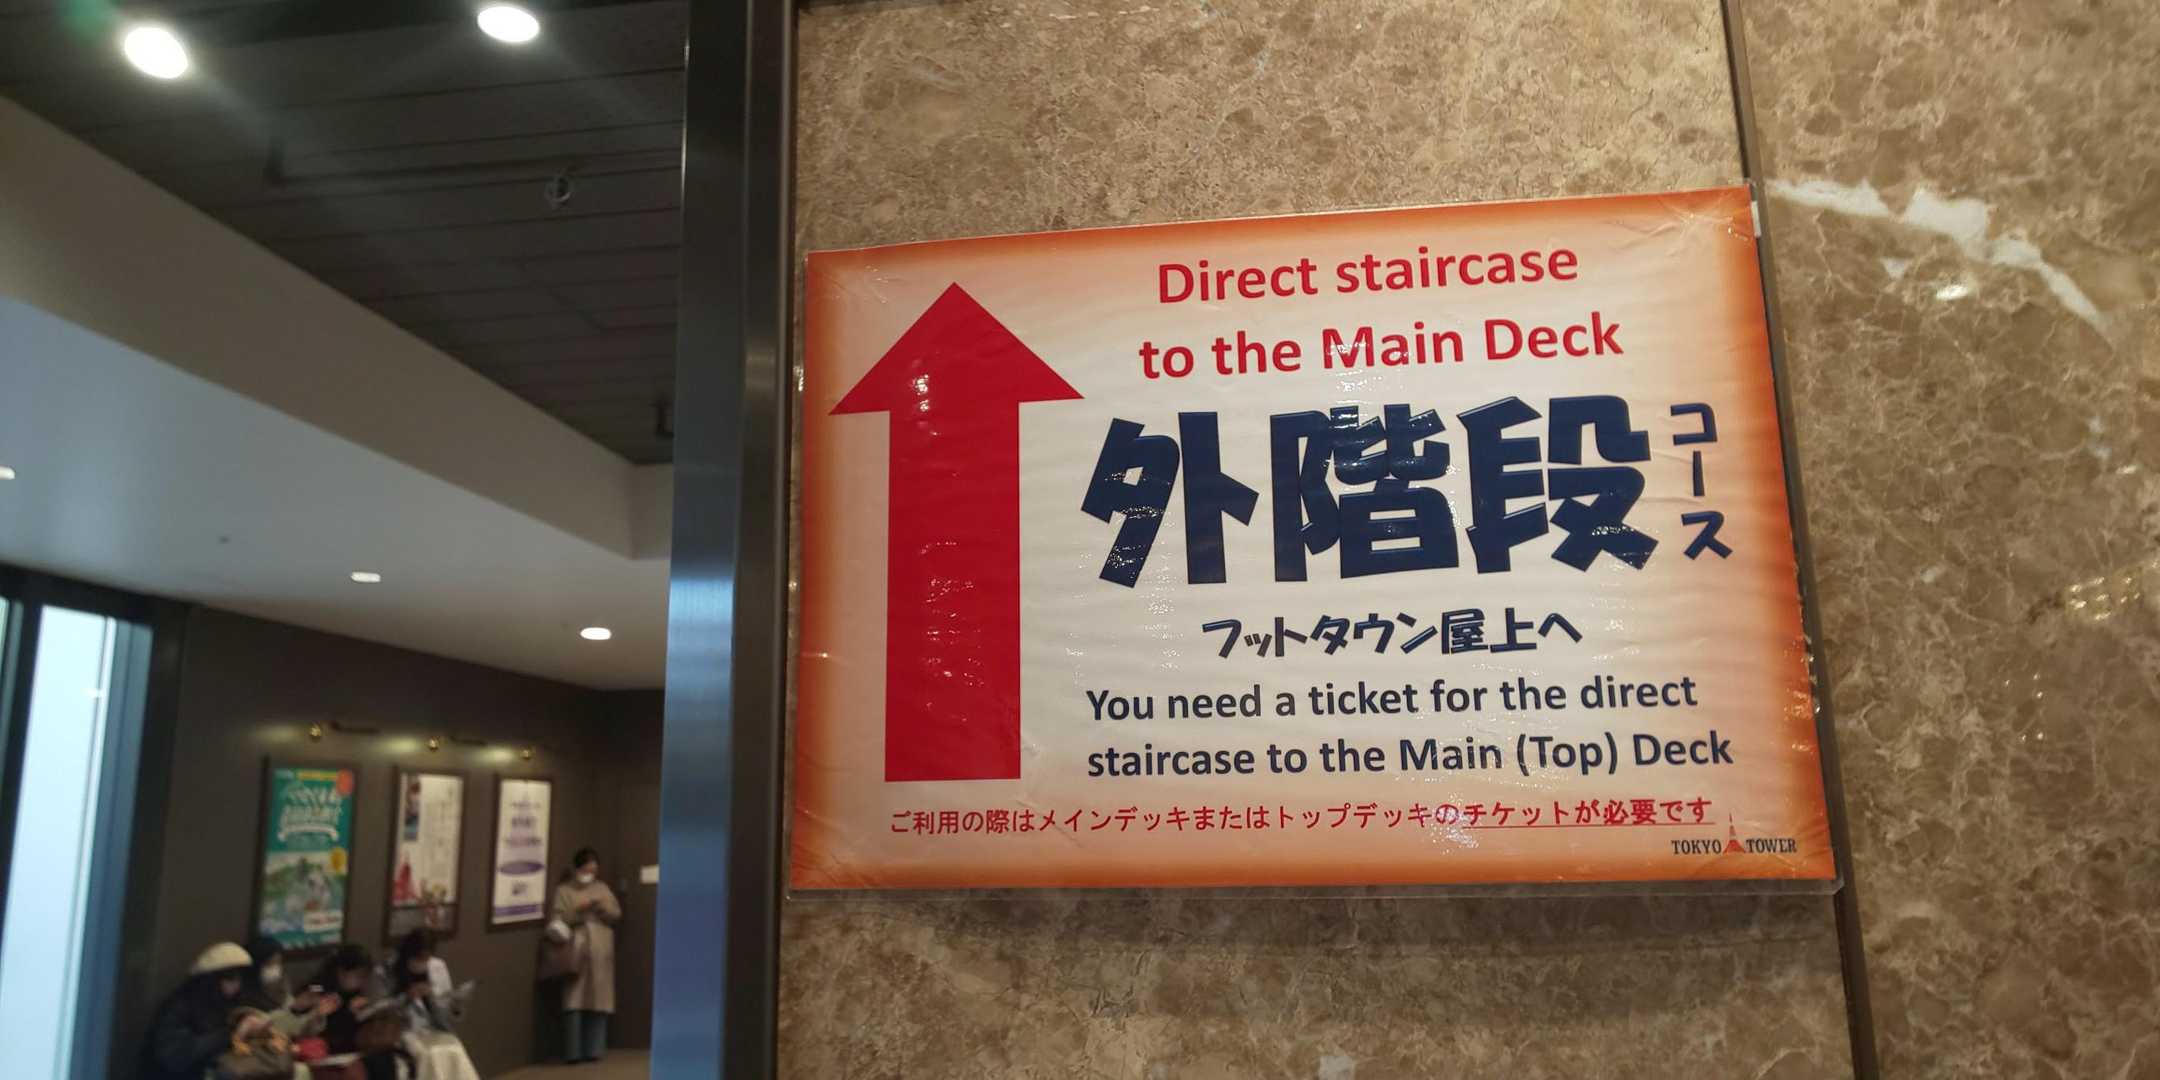 Direct staircase
to the Main Deck
外階段コース
フットタウン屋上へ
You need a ticket for the direct
staircase to the Main (Top) Deck
ご利用の際はメインデッキまたはトップデッキのチケットが必要です
TOKYO TOWER